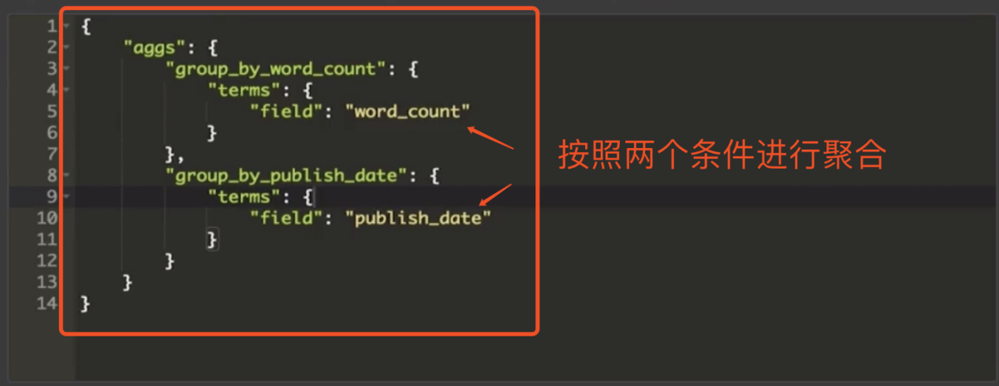 1 {
2 "aggs": {
3 "group_by_word_count": {
4 "terms": {
5 "field": "word_count"
6 }
7 },
8 "group_by_publish_date": {
9 "terms": {
10 "field": "publish_date"
11 }
12 }
13 }
14 }
按照两个条件进行聚合